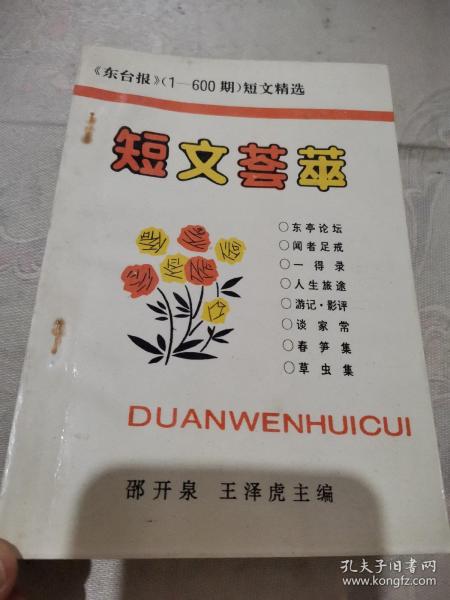 《东台报》(1—600期)短文精选
短文荟萃
○东亭论坛
○闻者足戒
○一得录
○人生旅途
○游记·影评
○谈家常
○春笋集
○草虫集
DUANWENHUICUI
邵开泉 王泽虎主编
孔夫子旧书网
www.kongfz.com